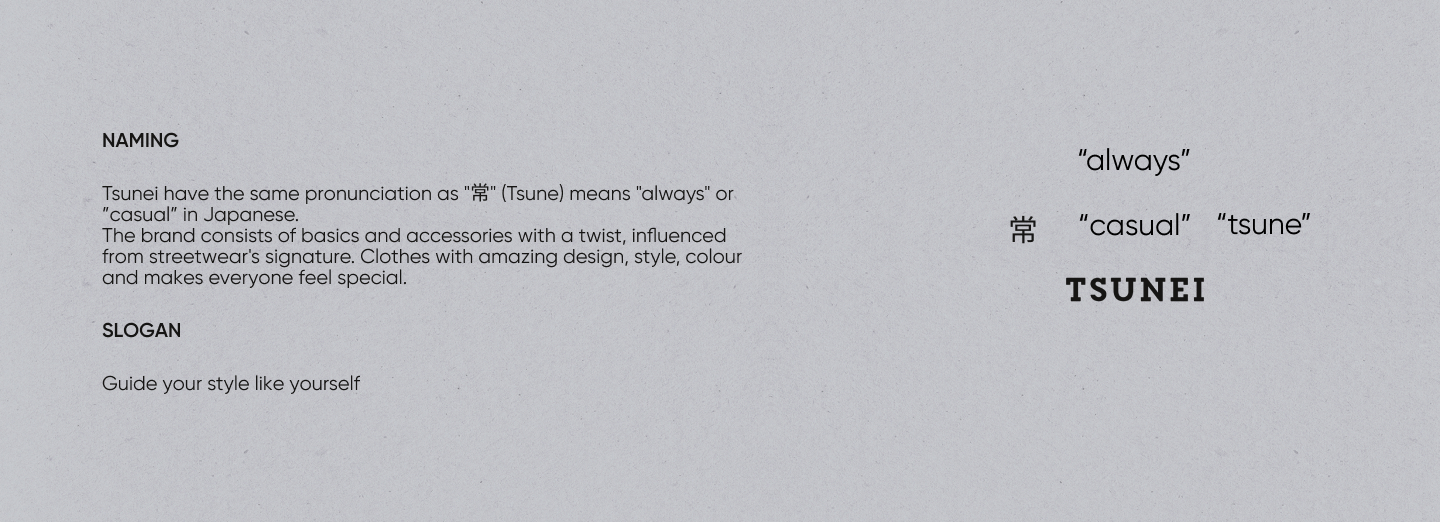 NAMING
Tsunei have the same pronunciation as "常" (Tsune) means "always" or
”casual” in Japanese.
The brand consists of basics and accessories with a twist, influenced
from streetwear's signature. Clothes with amazing design, style, colour
and makes everyone feel special.
SLOGAN
Guide your style like yourself
“always”
常 “casual” “tsune”
TSUNEI